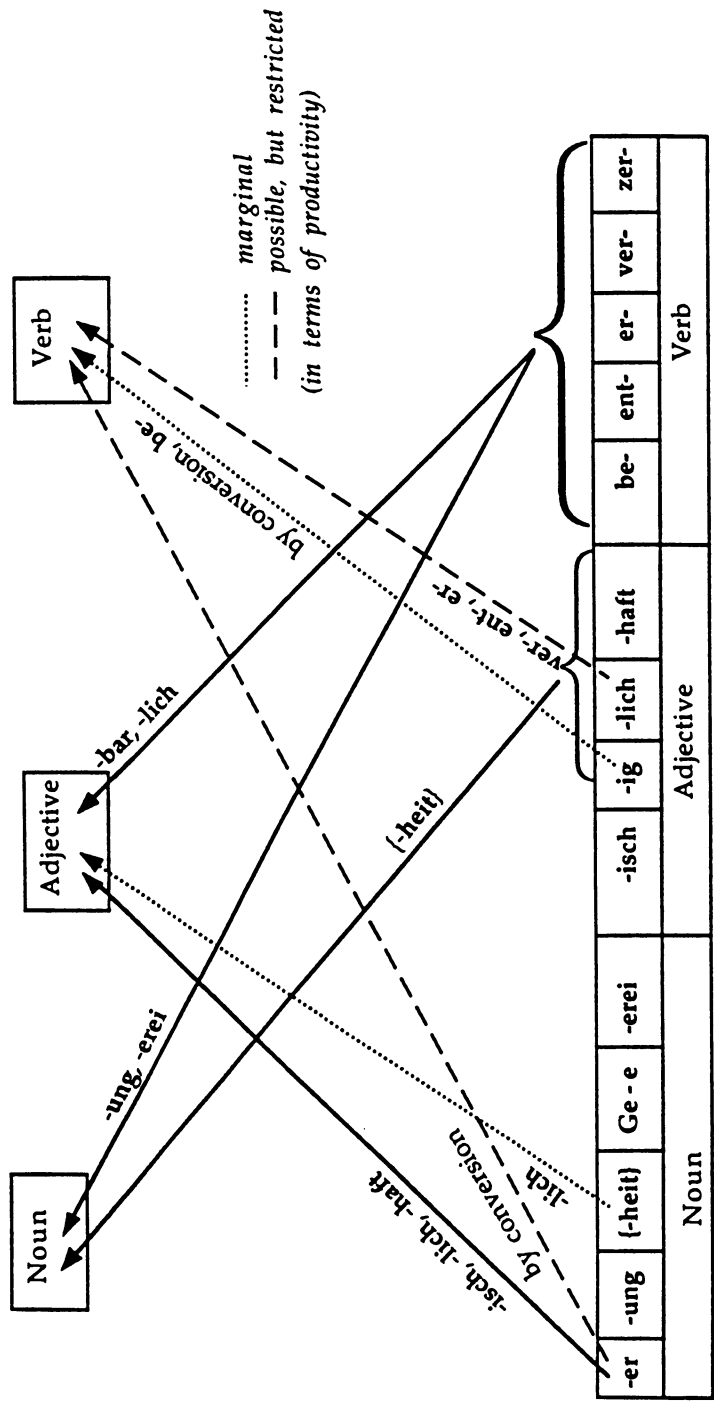 Noun
Adjective
Verb
-ung, -erei
-bar, -lich
by conversion, be-
marginal
possible, but restricted
(in terms of productivity)
-isch, -lich, -haft
by conversion
-lich
{-heit}
ver-, ent-, er-
-er -ung {-heit} Ge - e -erei -isch -ig -lich -haft be- ent- er- ver- zer-
Noun Adjective Verb